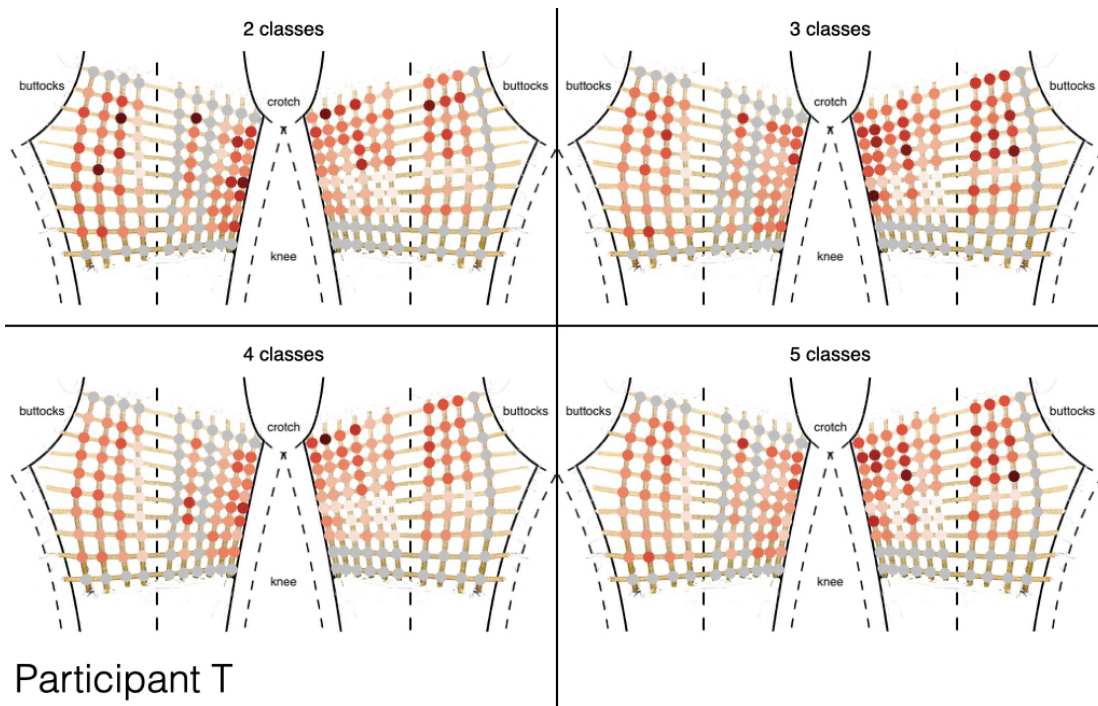 2 classes
buttocks
crotch
buttocks
knee
3 classes
buttocks
crotch
buttocks
knee
4 classes
buttocks
crotch
buttocks
knee
5 classes
buttocks
crotch
buttocks
knee
Participant T